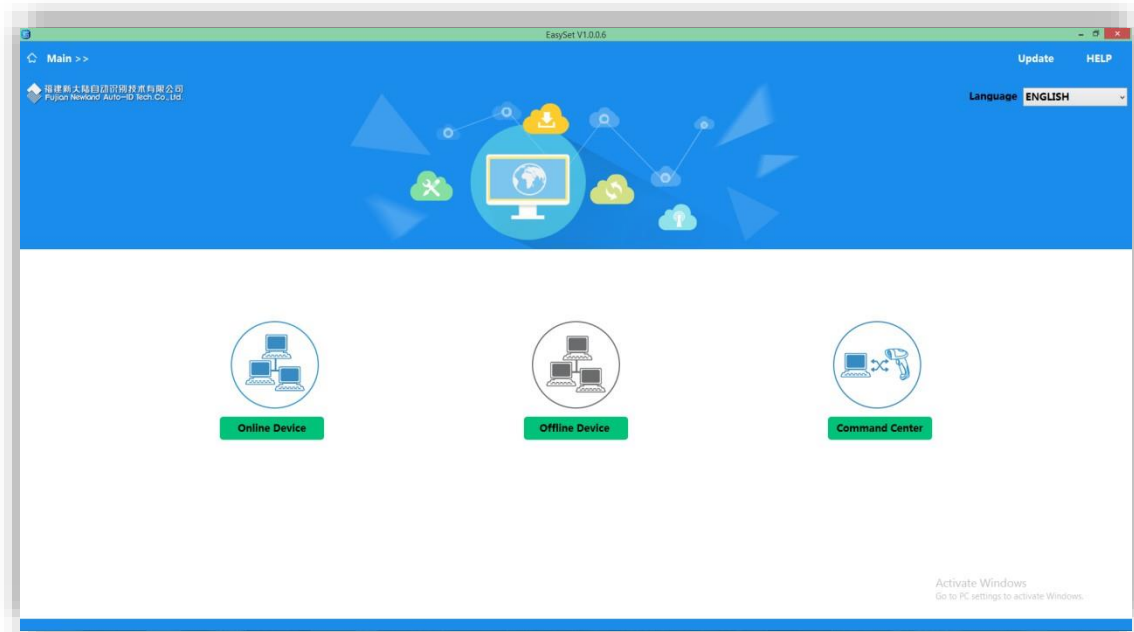 EasySet V1.0.0.6
Main >>
Update HELP
福建新大陆自动识别技术有限公司
Fujian Newland Auto-ID Tech.Co.,Ltd.
Language ENGLISH
Online Device
Offline Device
Command Center
Activate Windows
Go to PC settings to activate Windows.